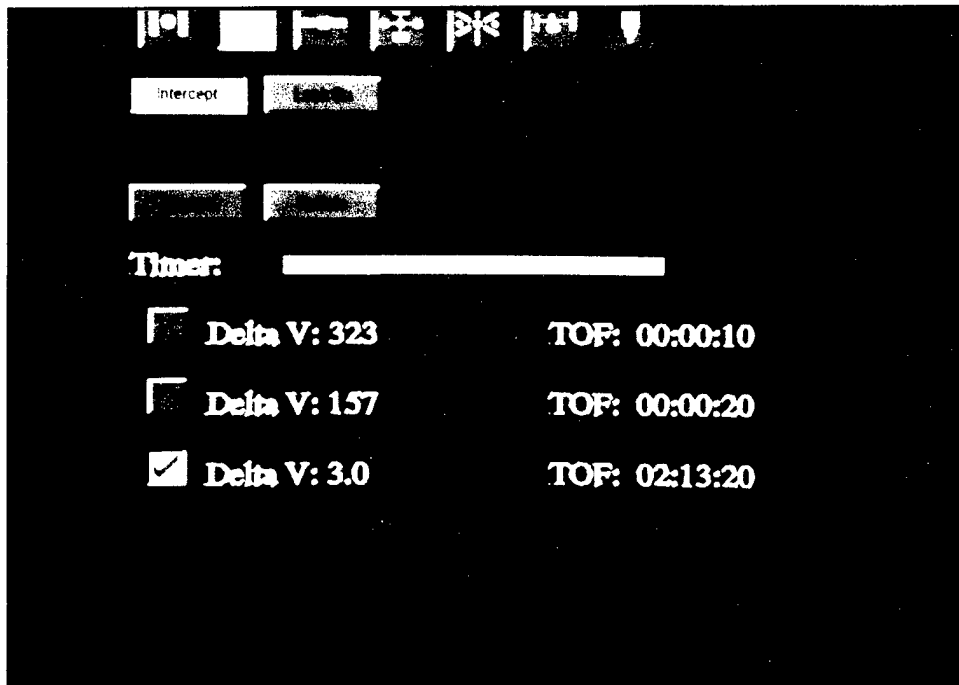 Intercept
Timer:
Delta V: 323 TOF: 00:00:10
Delta V: 157 TOF: 00:00:20
Delta V: 3.0 TOF: 02:13:20